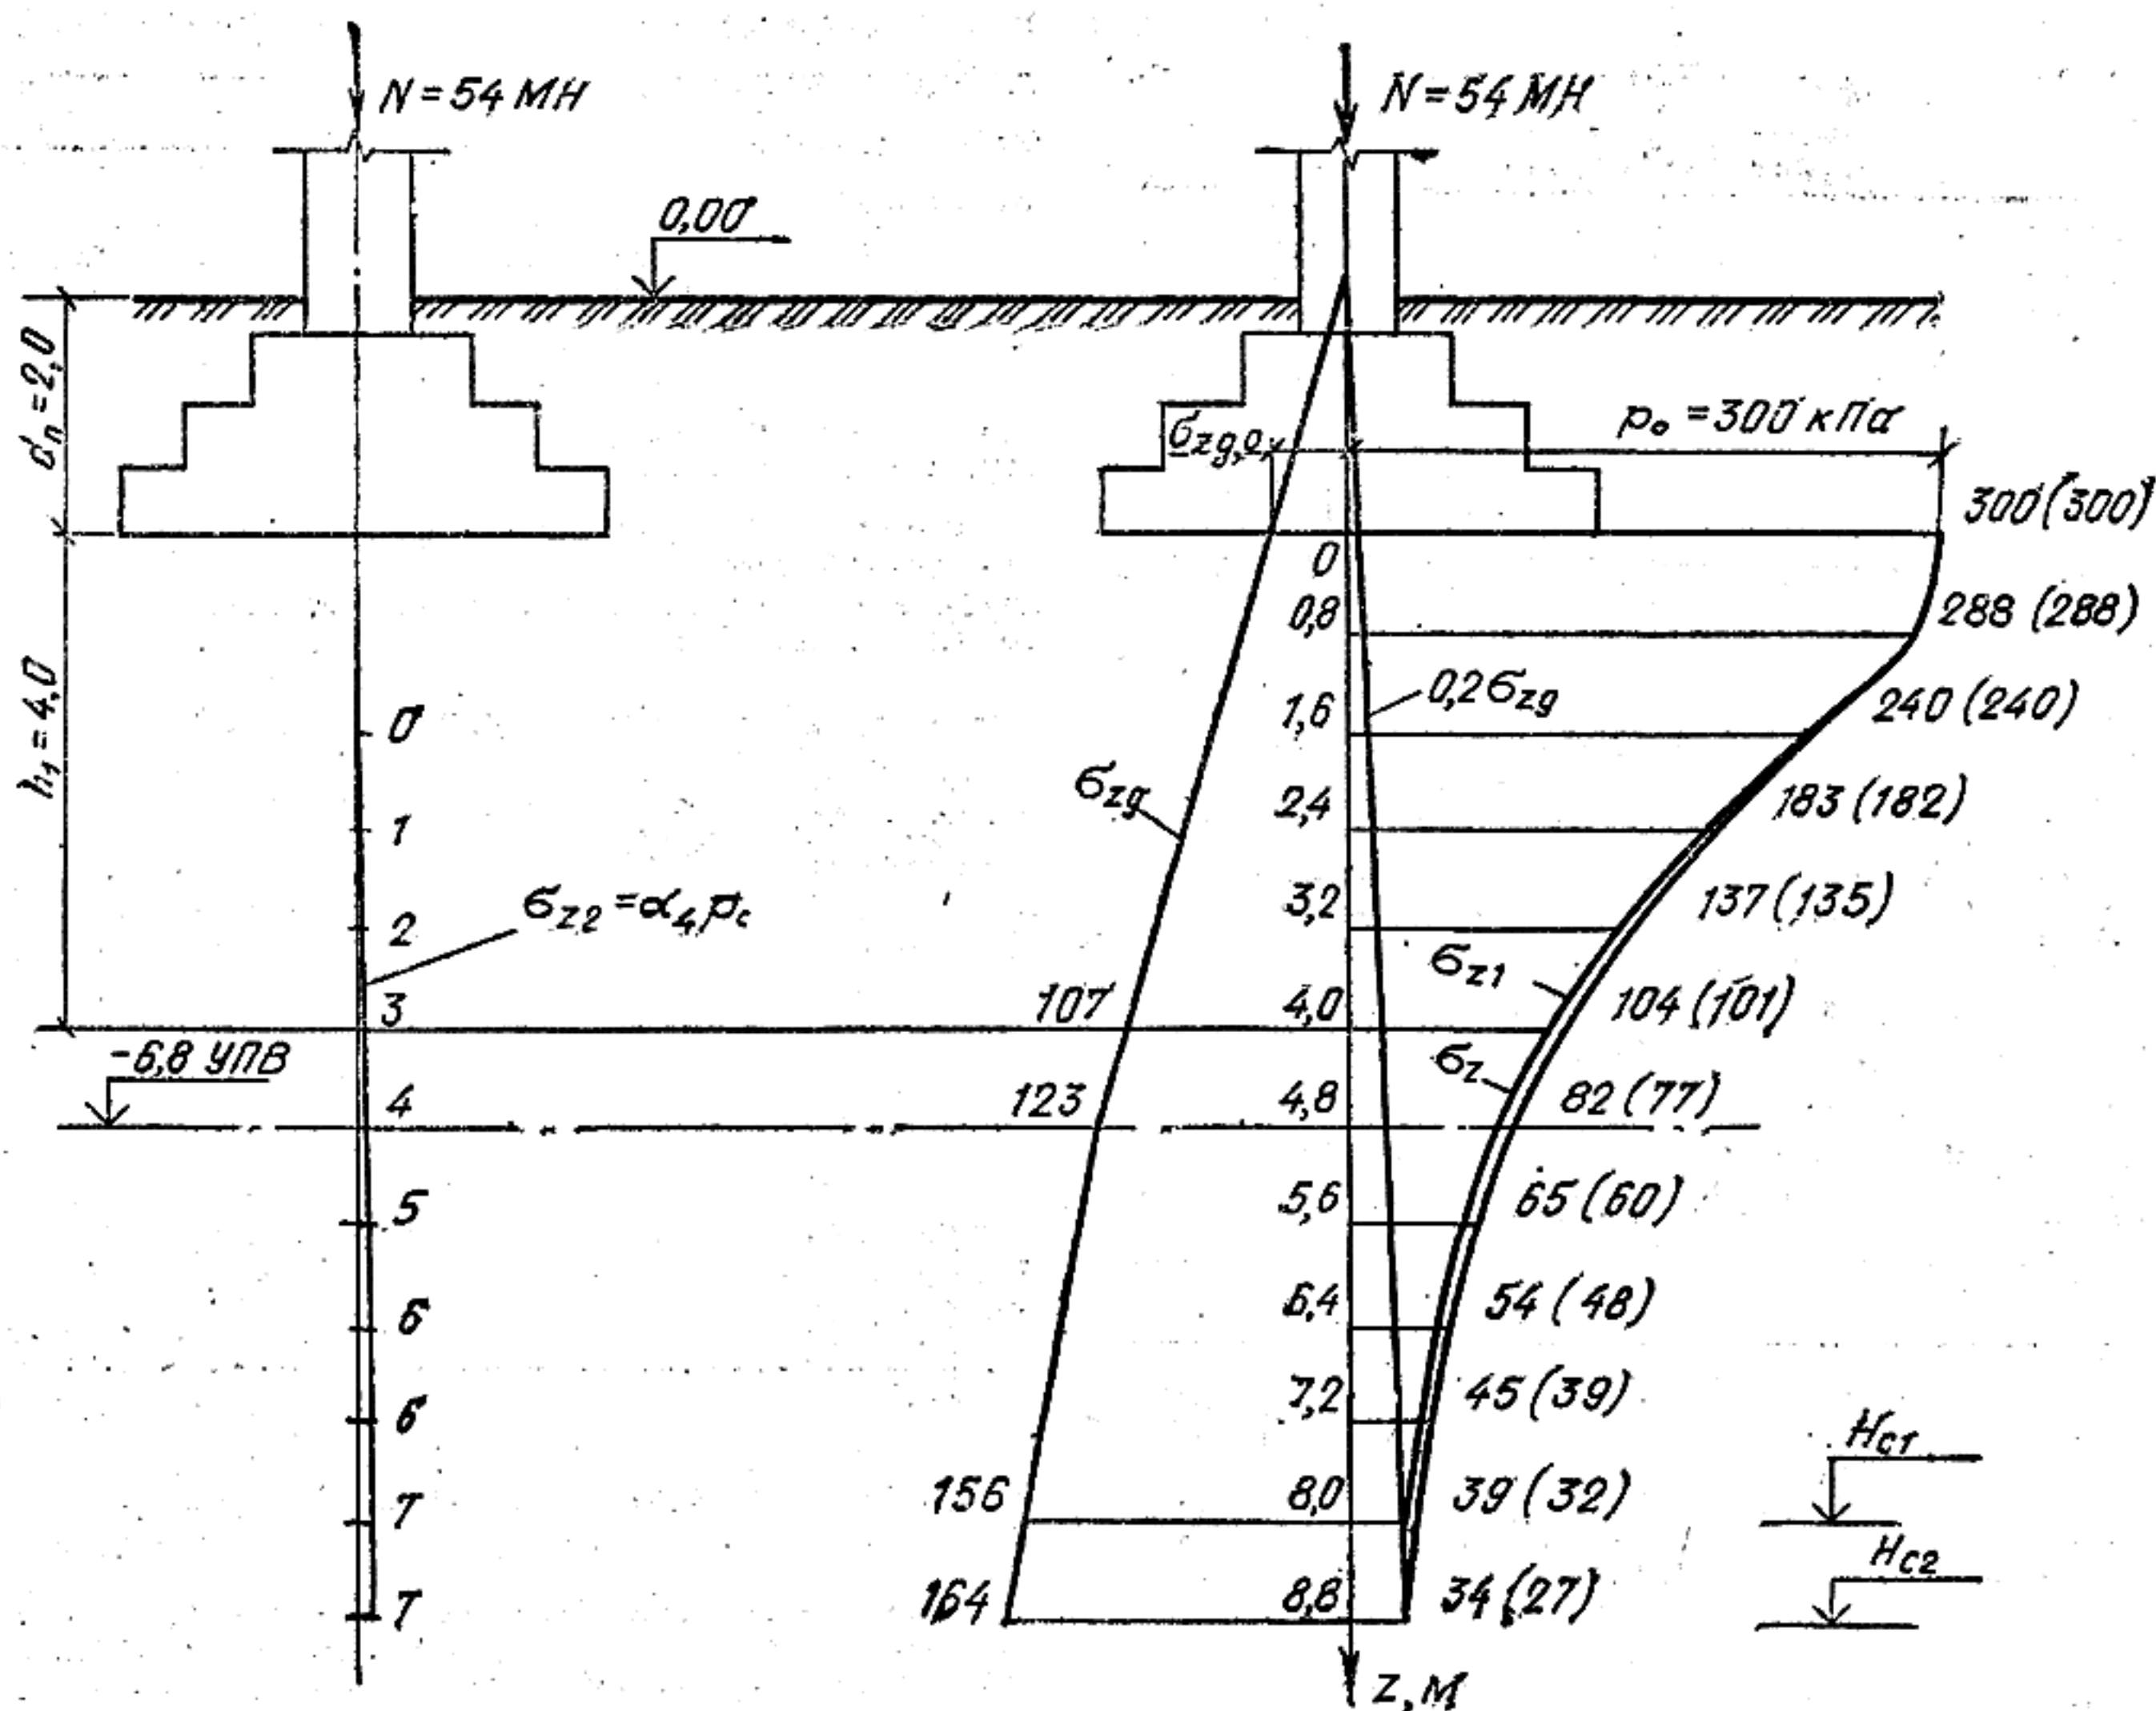 N = 54 МН
N = 54 МН
0,00
dn = 2,0
σzg,0
p₀ = 300 кПа
300 (300)
0
0,8
288 (288)
h₁ = 4,0
0
1,6
0,2σzg
240 (240)
σzg
1
2,4
183 (182)
σz2 = α₄pc
2
3,2
137 (135)
σz1
3
107
4,0
104 (101)
-6,8 УПВ
σz
4
123
4,8
82 (77)
5
5,6
65 (60)
6
6,4
54 (48)
6
7,2
45 (39)
Hc1
7
156
8,0
39 (32)
Hc2
7
164
8,8
34 (27)
z, м